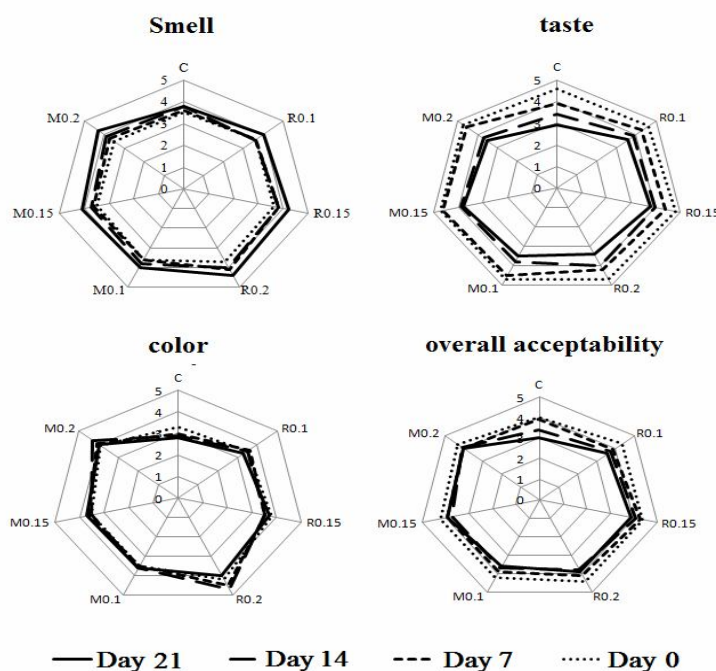 Smell
taste
C
5
4
3
2
1
0
R0.1
R0.15
R0.2
M0.1
M0.15
M0.2
C
5
4
3
2
1
0
R0.1
R0.15
R0.2
M0.1
M0.15
M0.2
color
overall acceptability
C
5
4
3
2
1
0
R0.1
R0.15
R0.2
M0.1
M0.15
M0.2
C
5
4
3
2
1
0
R0.1
R0.15
R0.2
M0.1
M0.15
M0.2
Day 21 Day 14 Day 7 Day 0